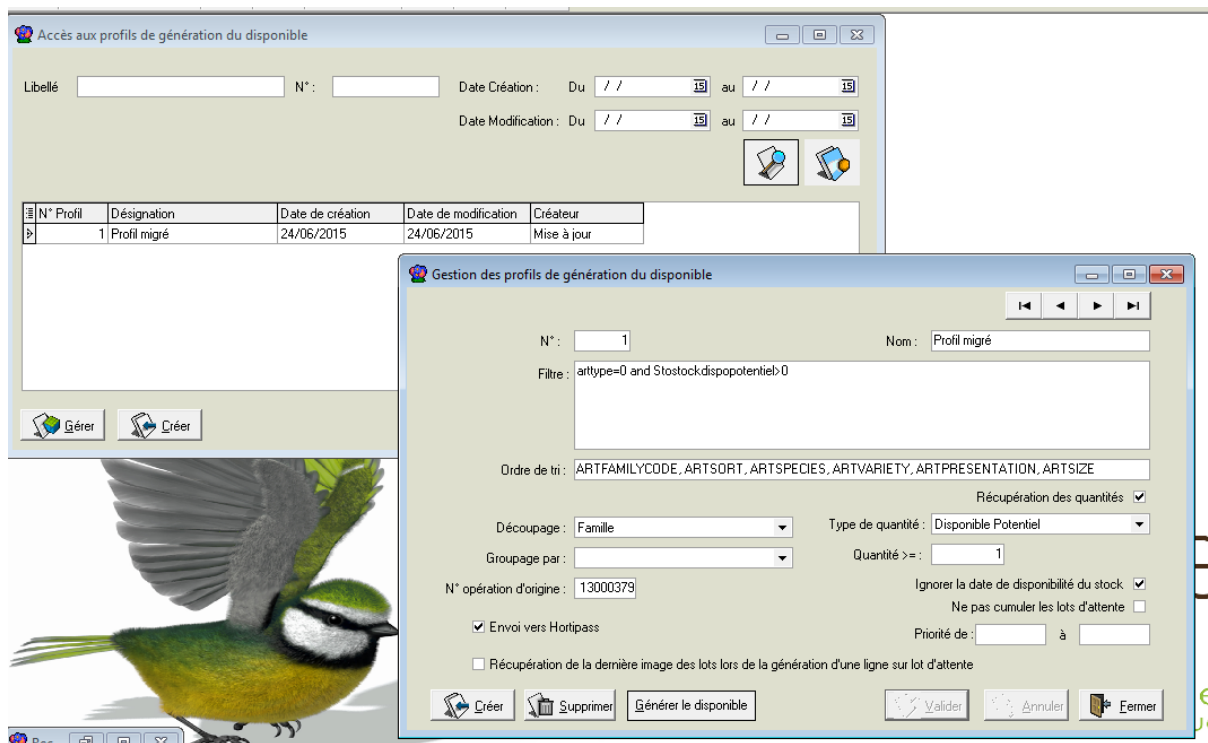 Accès aux profils de génération du disponible
Libellé N° : Date Création : Du / / 15 au / / 15
Date Modification : Du / / 15 au / / 15
N° Profil Désignation Date de création Date de modification Créateur
1 Profil migré 24/06/2015 24/06/2015 Mise à jour
Gérer Créer
Gestion des profils de génération du disponible
N° : 1 Nom : Profil migré
Filtre : arttype=0 and Stostockdispopotentiel>0
Ordre de tri : ARTFAMILYCODE, ARTSORT, ARTSPECIES, ARTVARIETY, ARTPRESENTATION, ARTSIZE
Récupération des quantités
Découpage : Famille Type de quantité : Disponible Potentiel
Groupage par : Quantité >= : 1
N° opération d'origine : 13000379 Ignorer la date de disponibilité du stock
Ne pas cumuler les lots d'attente
Envoi vers Hortipass Priorité de : à
Récupération de la dernière image des lots lors de la génération d'une ligne sur lot d'attente
Créer Supprimer Générer le disponible Valider Annuler Fermer